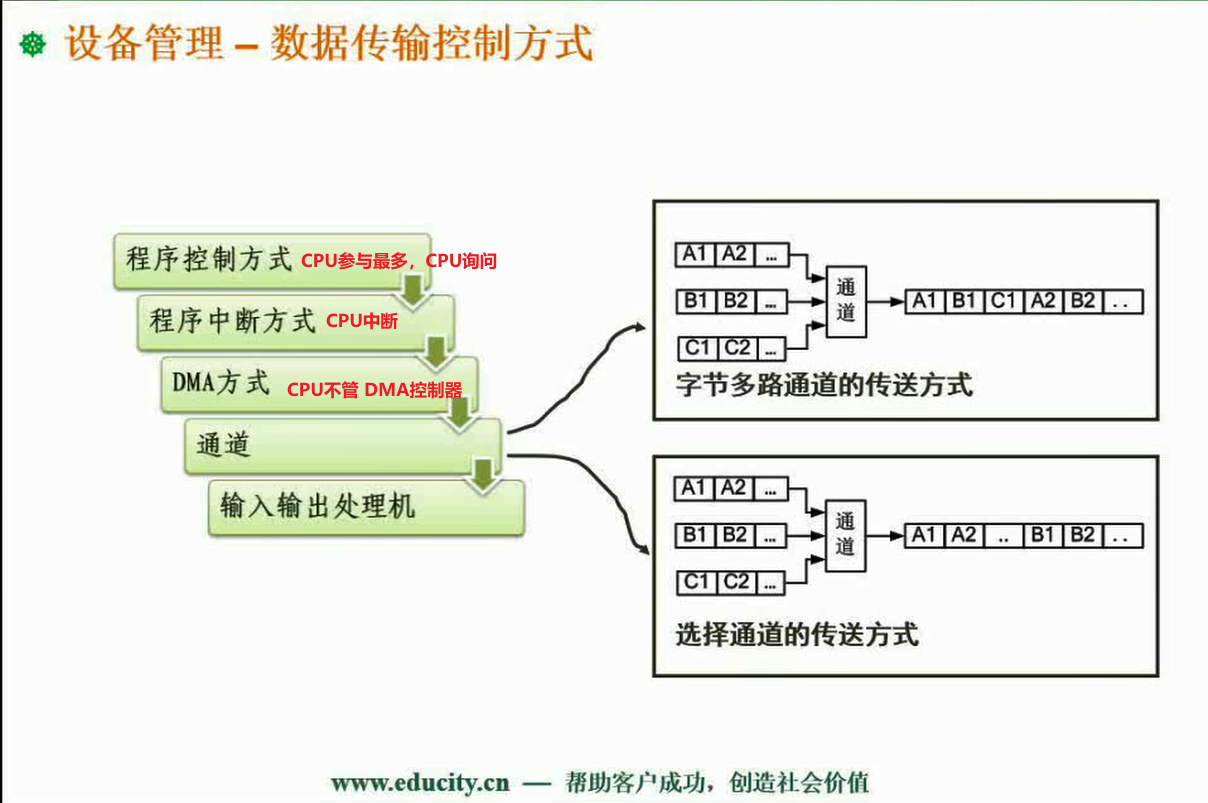 设备管理 – 数据传输控制方式
程序控制方式 CPU参与最多，CPU询问
程序中断方式 CPU中断
DMA方式 CPU不管 DMA控制器
通道
输入输出处理机
A1 A2 ...
B1 B2 ...
C1 C2 ...
通道
A1 B1 C1 A2 B2 . .
字节多路通道的传送方式
A1 A2 ...
B1 B2 ...
C1 C2 ...
通道
A1 A2 .. B1 B2 . .
选择通道的传送方式
www.educity.cn — 帮助客户成功，创造社会价值